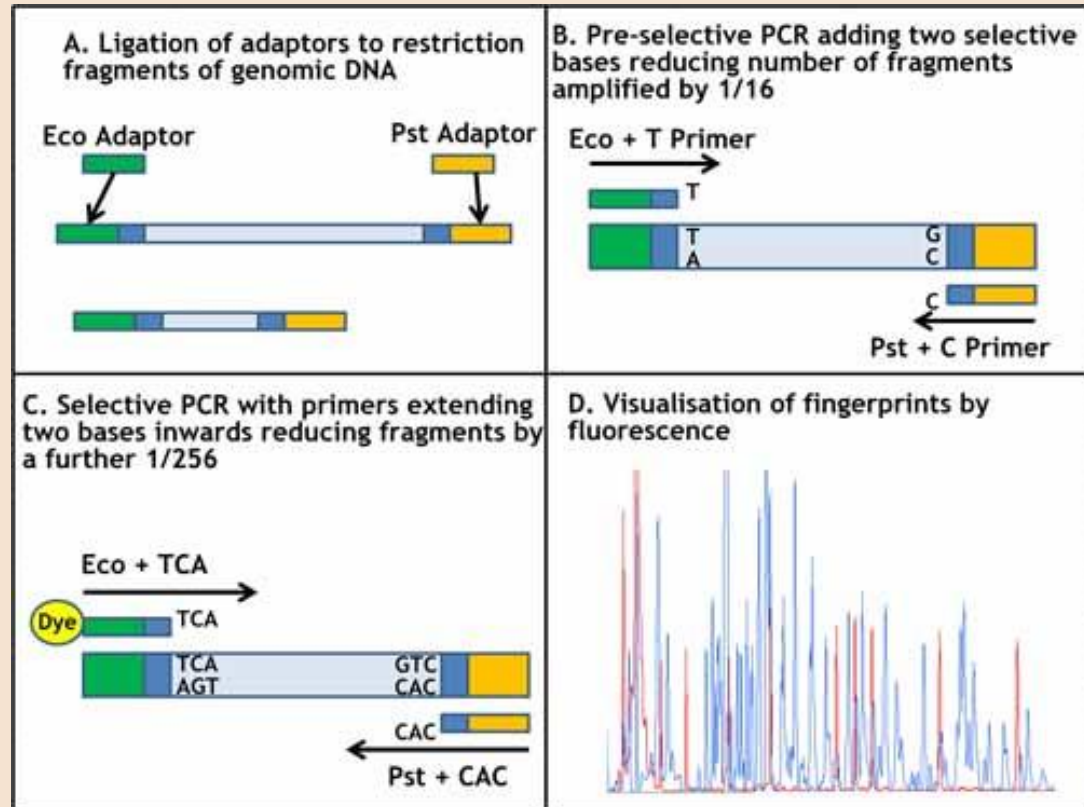 A. Ligation of adaptors to restriction
fragments of genomic DNA
Eco Adaptor
Pst Adaptor
B. Pre-selective PCR adding two selective
bases reducing number of fragments
amplified by 1/16
Eco + T Primer
T
T
A
G
C
C
Pst + C Primer
C. Selective PCR with primers extending
two bases inwards reducing fragments by
a further 1/256
Eco + TCA
Dye
TCA
TCA
AGT
GTC
CAC
CAC
Pst + CAC
D. Visualisation of fingerprints by
fluorescence